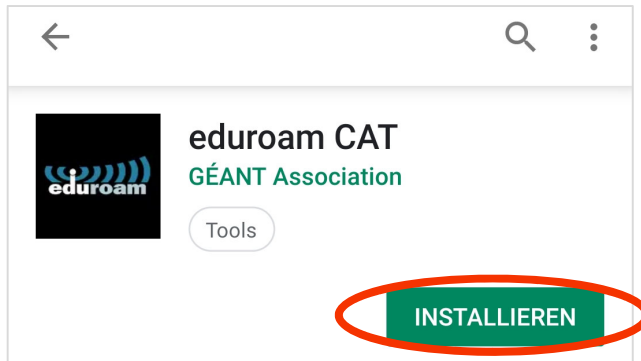 eduroam CAT
eduroam
GÉANT Association
Tools
INSTALLIEREN